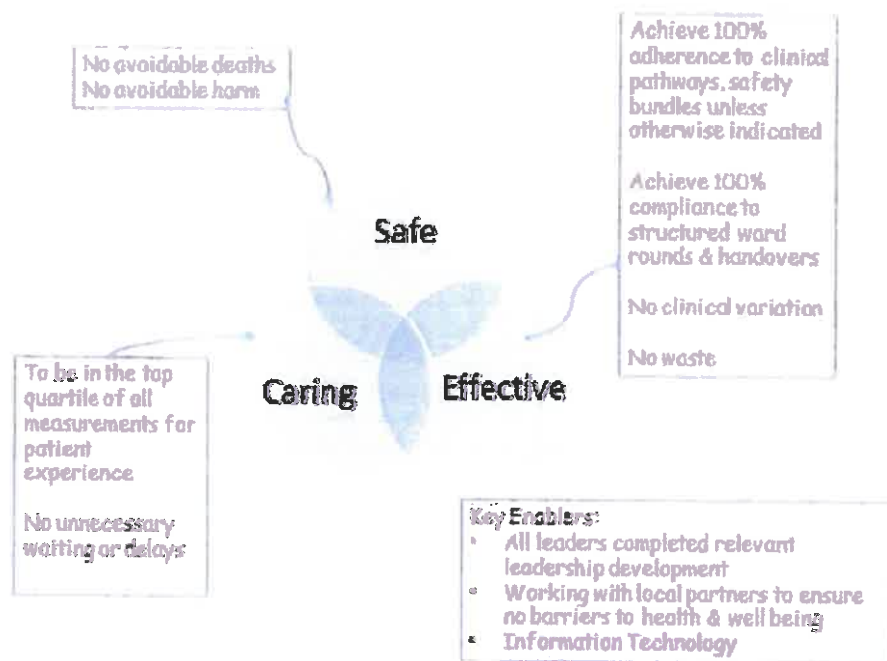 No avoidable deaths
No avoidable harm
Achieve 100%
adherence to clinical
pathways, safety
bundles unless
otherwise indicated
Achieve 100%
compliance to
structured ward
rounds & handovers
No clinical variation
No waste
Safe
Caring
Effective
To be in the top
quartile of all
measurements for
patient
experience
No unnecessary
waiting or delays
Key Enablers:
• All leaders completed relevant
leadership development
• Working with local partners to ensure
no barriers to health & well being
• Information Technology